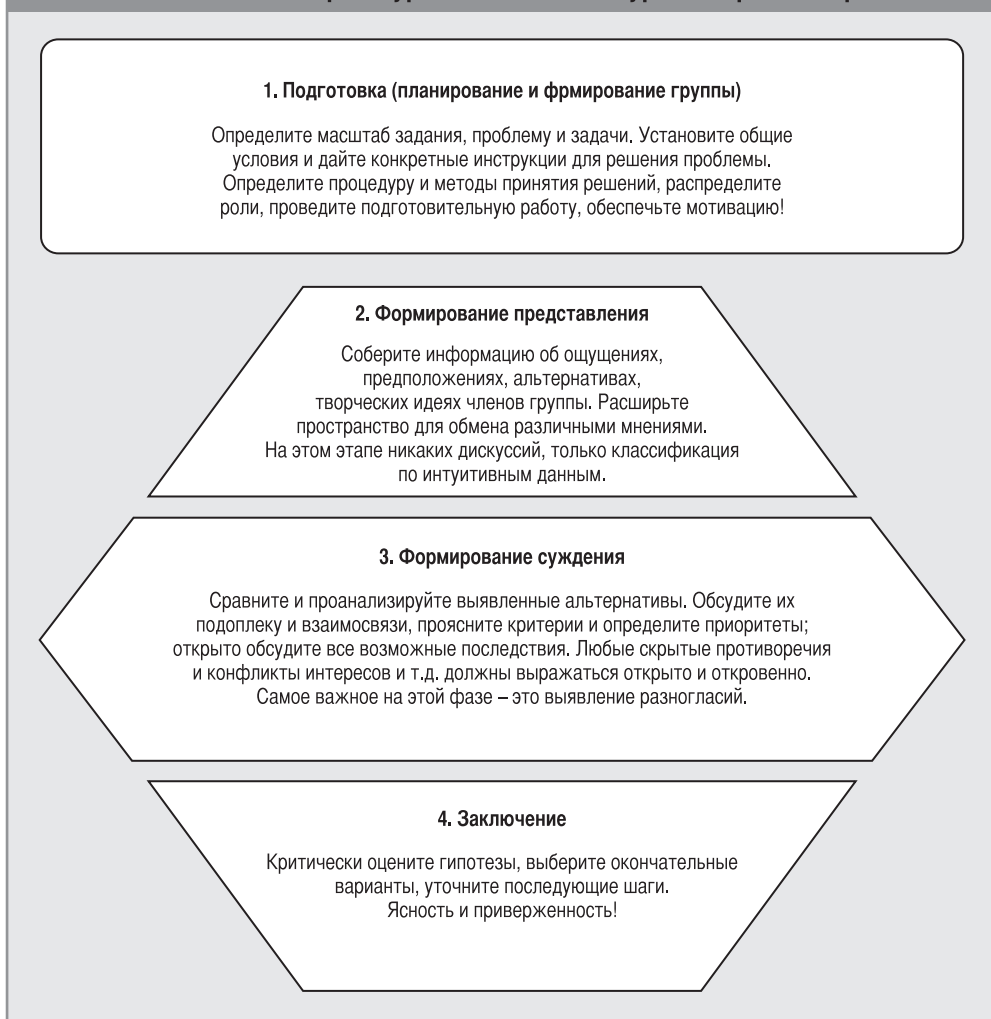 1. Подготовка (планирование и фрмирование группы)
Определите масштаб задания, проблему и задачи. Установите общие
условия и дайте конкретные инструкции для решения проблемы.
Определите процедуру и методы принятия решений, распределите
роли, проведите подготовительную работу, обеспечьте мотивацию!
2. Формирование представления
Соберите информацию об ощущениях,
предположениях, альтернативах,
творческих идеях членов группы. Расширьте
пространство для обмена различными мнениями.
На этом этапе никаких дискуссий, только классификация
по интуитивным данным.
3. Формирование суждения
Сравните и проанализируйте выявленные альтернативы. Обсудите их
подоплеку и взаимосвязи, проясните критерии и определите приоритеты;
открыто обсудите все возможные последствия. Любые скрытые противоречия
и конфликты интересов и т.д. должны выражаться открыто и откровенно.
Самое важное на этой фазе – это выявление разногласий.
4. Заключение
Критически оцените гипотезы, выберите окончательные
варианты, уточните последующие шаги.
Ясность и приверженность!